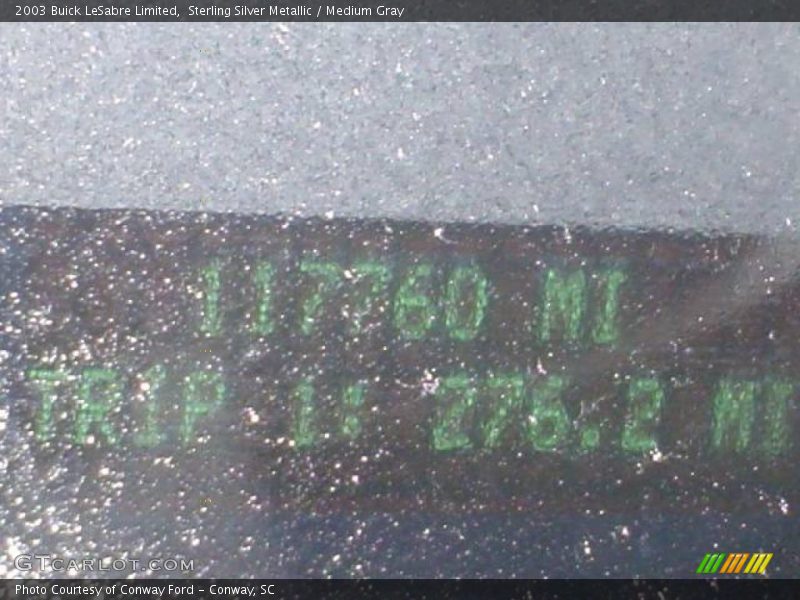 2003 Buick LeSabre Limited, Sterling Silver Metallic / Medium Gray
117760 MI
TRIP 1: 276.2 MI
GTCARLOT.COM
Photo Courtesy of Conway Ford - Conway, SC